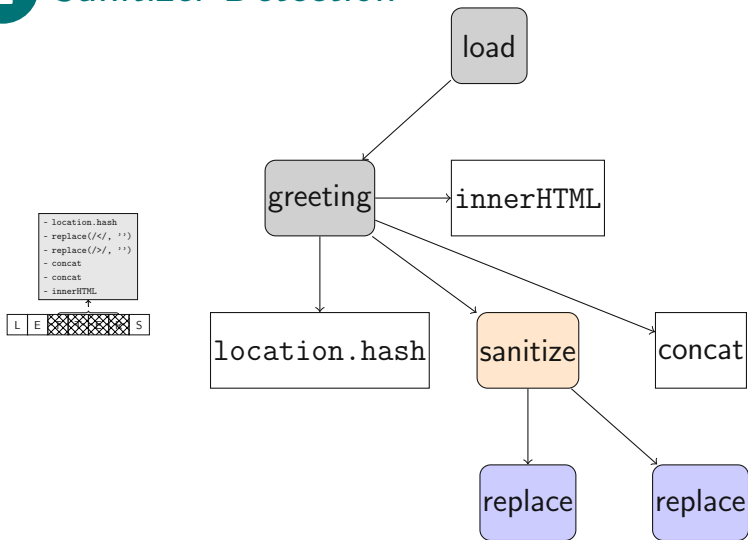 Sanitizer Detection
load
greeting
innerHTML
- location.hash
- replace(/</, '')
- replace(/>/, '')
- concat
- concat
- innerHTML
L E T T E R S
location.hash
sanitize
concat
replace
replace